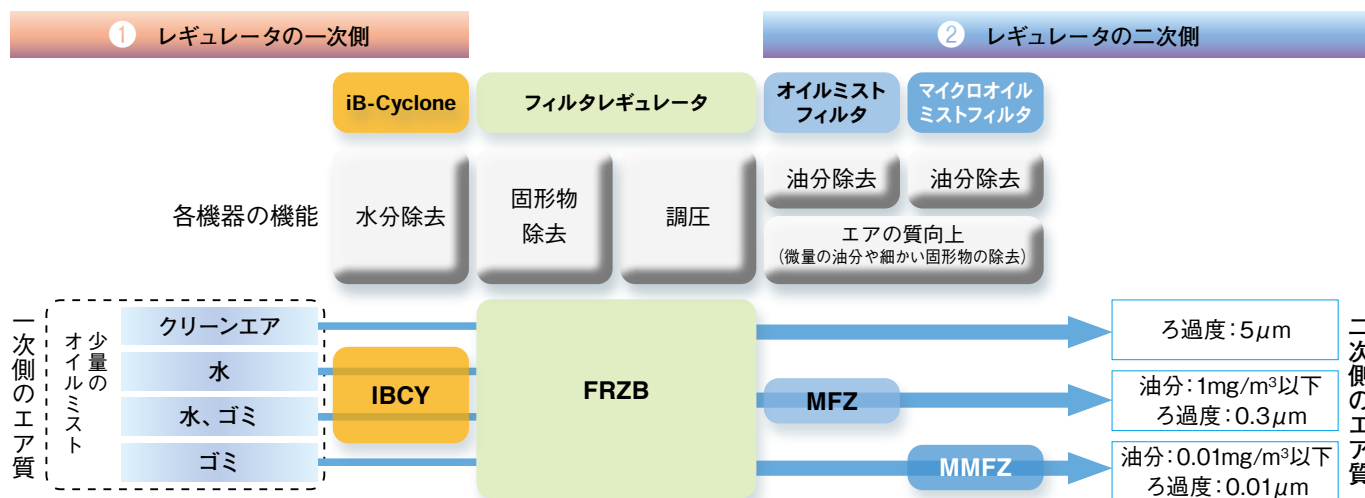 1 レギュレータの一次側
2 レギュレータの二次側
iB-Cyclone
フィルタレギュレータ
オイルミスト
フィルタ
マイクロオイル
ミストフィルタ
各機器の機能
水分除去
固形物
除去
調圧
油分除去
油分除去
エアの質向上
(微量の油分や細かい固形物の除去)
一次側のエア質
少量の
オイルミスト
クリーンエア
水
水、ゴミ
ゴミ
IBCY
FRZB
MFZ
MMFZ
ろ過度:5μm
油分:1mg/m³以下
ろ過度:0.3μm
油分:0.01mg/m³以下
ろ過度:0.01μm
二次側のエア質